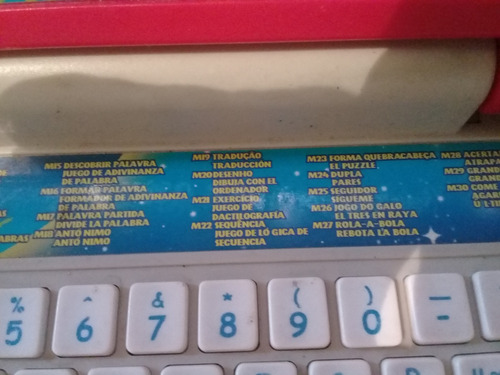 M15 DESCOBRIR PALAVRA
JUEGO DE ADIVINANZA
DE PALABRA
M16 FORMAR PALAVRA
FORMADOR DE ADIVINANZA
DE PALABRA
M17 PALAVRA PARTIDA
DIVIDE LA PALABRA
M18 ANTÓ NIMO
ANTÓ NIMO
M19 TRADUÇÃO
TRADUCCIÓN
M20 DESENHO
DIBUJA CON EL
ORDENADOR
M21 EXERCÍCIO
JUEGO DE
DACTILOGRAFÍA
M22 SEQUÊNCIA
JUEGO DE LÓ GICA DE
SECUENCIA
M23 FORMA QUEBRACABEÇA
EL PUZZLE
M24 DUPLA
PARES
M25 SEGUIDOR
SÍGUEME
M26 JOGO DO GALO
EL TRES EN RAYA
M27 ROLA-A-BOLA
REBOTA LA BOLA
M28 ACERTA
ATRAPA
M29 GRAND
M30
% ^ & * ( ) –
5 6 7 8 9 0 -